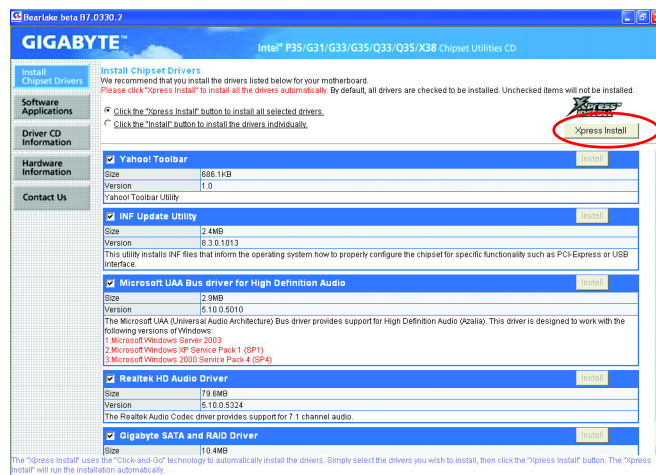 Bearlake beta B7.0330.2
GIGABYTE™
Intel® P35/G31/G33/G35/Q33/Q35/X38 Chipset Utilities CD
Install
Chipset Drivers
Software
Applications
Driver CD
Information
Hardware
Information
Contact Us
Install Chipset Drivers
We recommend that you install the drivers listed below for your motherboard.
Please click "Xpress Install" to install all the drivers automatically. By default, all drivers are checked to be installed. Unchecked items will not be installed.
Click the "Xpress Install" button to install all selected drivers.
Click the "Install" button to install the drivers individually.
Xpress
Install
Xpress Install
Yahoo! Toolbar
Install
Size 686.1KB
Version 1.0
Yahoo! Toolbar Utility
INF Update Utility
Install
Size 2.4MB
Version 8.3.0.1013
This utility installs INF files that inform the operating system how to properly configure the chipset for specific functionality such as PCI-Express or USB
interface.
Microsoft UAA Bus driver for High Definition Audio
Install
Size 2.9MB
Version 5.10.0.5010
The Microsoft UAA (Universal Audio Architecture) Bus driver provides support for High Definition Audio (Azalia). This driver is designed to work with the
following versions of Windows:
1.Microsoft Windows Server 2003
2.Microsoft Windows XP Service Pack 1 (SP1)
3.Microsoft Windows 2000 Service Pack 4 (SP4)
Realtek HD Audio Driver
Install
Size 79.6MB
Version 5.10.0.5324
The Realtek Audio Codec driver provides support for 7.1 channel audio.
Gigabyte SATA and RAID Driver
Install
Size 10.4MB
The "Xpress Install" uses the "Click-and-Go" technology to automatically install the drivers. Simply select the drivers you wish to install, then click the "Xpress Install" button. The "Xpress
Install" will run the installation automatically.